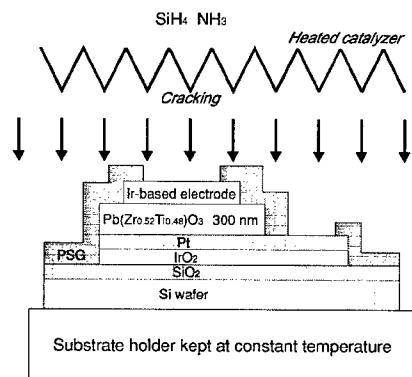 SiH₄ NH₃
Heated catalyzer
Cracking
Ir-based electrode
Pb(Zr₀.₅₂Ti₀.₄₈)O₃ 300 nm
Pt
PSG
IrO₂
SiO₂
Si wafer
Substrate holder kept at constant temperature